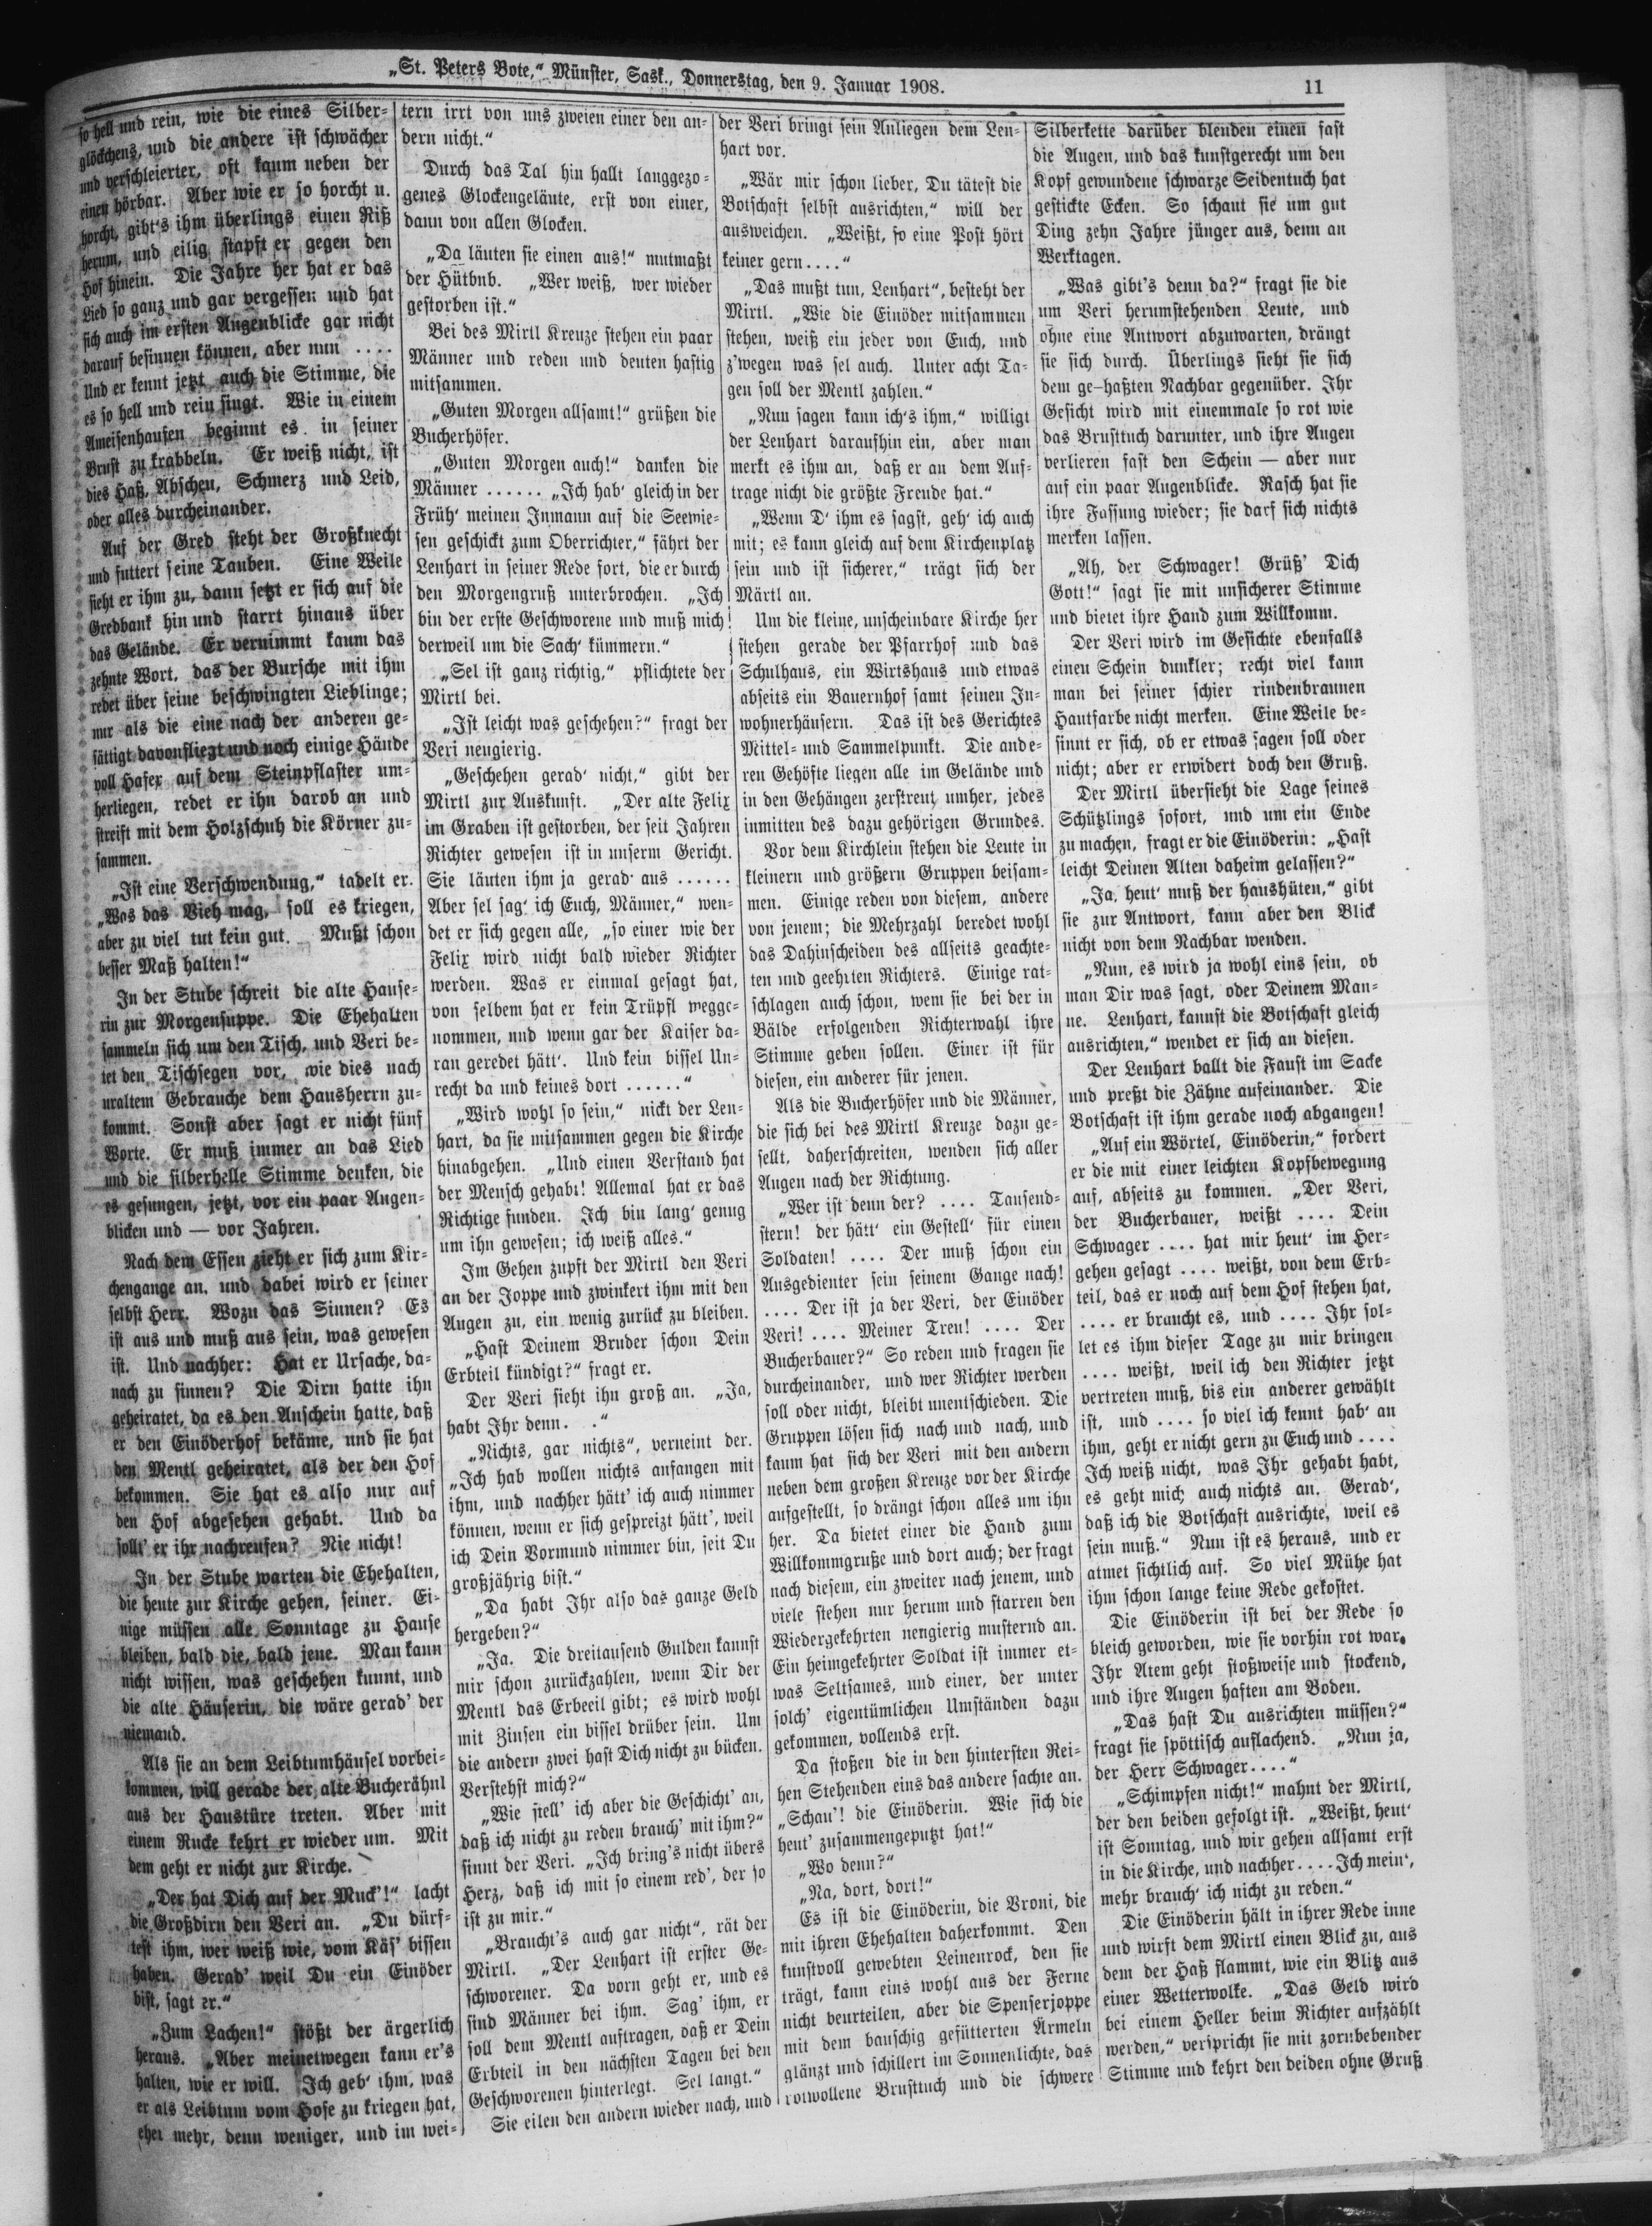 „St. Peters Bote,“ Münster, Sask., Donnerstag, den 9. Januar 1908.
11
so hell und rein, wie die eines Silber-
glöckchens, und die andere ist schwächer
und verschleierter, oft kaum neben der
einen hörbar. Aber wie er so horcht u.
horcht, gibt's ihm überlings einen Riß
herum, und eilig stapft er gegen den
Hof hinein. Die Jahre her hat er das
Lied so ganz und gar vergessen und hat
sich auch im ersten Augenblicke gar nicht
darauf besinnen können, aber nun ....
Und er kennt jetzt auch die Stimme, die
es so hell und rein singt. Wie in einem
Ameisenhaufen beginnt es in seiner
Brust zu krabbeln. Er weiß nicht, ist
dies Haß, Abscheu, Schmerz und Leid,
oder alles durcheinander.
Auf der Gred steht der Großknecht
und futtert seine Tauben. Eine Weile
sieht er ihm zu, dann setzt er sich auf die
Gredbank hin und starrt hinaus über
das Gelände. Er vernimmt kaum das
zehnte Wort, das der Bursche mit ihm
redet über seine beschwingten Lieblinge;
nur als die eine nach der anderen ge-
sättigt davonfliegt und noch einige Hände
voll Hafer auf dem Steinpflaster um-
herliegen, redet er ihn darob an und
streift mit dem Holzschuh die Körner zu-
sammen.
„Ist eine Verschwendung,“ tadelt er.
„Was das Vieh mag, soll es kriegen,
aber zu viel tut kein gut. Mußt schon
besser Maß halten!“
In der Stube schreit die alte Hause-
rin zur Morgensuppe. Die Ehehalten
sammeln sich um den Tisch, und Veri be-
tet den Tischsegen vor, wie dies nach
uraltem Gebrauche dem Hausherrn zu-
kommt. Sonst aber sagt er nicht fünf
Worte. Er muß immer an das Lied
und die silberhelle Stimme denken, die
es gesungen, jetzt, vor ein paar Augen-
blicken und — vor Jahren.
Nach dem Essen zieht er sich zum Kir-
chengange an, und dabei wird er seiner
selbst Herr. Wozu das Sinnen? Es
ist aus und muß aus sein, was gewesen
ist. Und nachher: Hat er Ursache, da-
nach zu sinnen? Die Dirn hatte ihn
geheiratet, da es den Anschein hatte, daß
er den Einöderhof bekäme, und sie hat
den Mentl geheiratet, als der den Hof
bekommen. Sie hat es also nur auf
den Hof abgesehen gehabt. Und da
sollt' er ihr nachreufen? Nie nicht!
In der Stube warten die Ehehalten,
die heute zur Kirche gehen, seiner. Ei-
nige müssen alle Sonntage zu Hause
bleiben, bald die, bald jene. Man kann
nicht wissen, was geschehen kunnt, und
die alte Häuserin, die wäre gerad' der
niemand.
Als sie an dem Leibtumhäusel vorbei-
kommen, will gerade der alte Bucherähnl
aus der Haustüre treten. Aber mit
einem Rucke kehrt er wieder um. Mit
dem geht er nicht zur Kirche.
„Der hat Dich auf der Muck'!“ lacht
die Großdirn den Veri an. „Du dürf-
test ihm, wer weiß wie, vom Käs' bissen
haben. Gerad' weil Du ein Einöder
bist, sagt er.“
„Zum Lachen!“ stößt der ärgerlich
heraus. „Aber meinetwegen kann er's
halten, wie er will. Ich geb' ihm, was
er als Leibtum vom Hofe zu kriegen hat,
eher mehr, denn weniger, und im wei-
tern irrt von uns zweien einer den an-
dern nicht.“
Durch das Tal hin hallt langgezo-
genes Glockengeläute, erst von einer,
dann von allen Glocken.
„Da läuten sie einen aus!“ mutmaßt
der Hütbub. „Wer weiß, wer wieder
gestorben ist.“
Bei des Mirtl Kreuze stehen ein paar
Männer und reden und deuten hastig
mitsammen.
„Guten Morgen allsamt!“ grüßen die
Bucherhöfer.
„Guten Morgen auch!“ danken die
Männer ...... „Ich hab' gleich in der
Früh' meinen Inmann auf die Seewie-
sen geschickt zum Oberrichter,“ fährt der
Lenhart in seiner Rede fort, die er durch
den Morgengruß unterbrochen. „Ich
bin der erste Geschworene und muß mich
derweil um die Sach' kümmern.“
„Sel ist ganz richtig,“ pflichtete der
Mirtl bei.
„Ist leicht was geschehen?“ fragt der
Veri neugierig.
„Geschehen gerad' nicht,“ gibt der
Mirtl zur Auskunft. „Der alte Felix
im Graben ist gestorben, der seit Jahren
Richter gewesen ist in unserm Gericht.
Sie läuten ihm ja gerad' aus ......
Aber sel sag' ich Euch, Männer,“ wen-
det er sich gegen alle, „so einer wie der
Felix wird nicht bald wieder Richter
werden. Was er einmal gesagt hat,
von selbem hat er kein Trüpfl wegge-
nommen, und wenn gar der Kaiser da-
ran geredet hätt'. Und kein bissel Un-
recht da und keines dort ......“
„Wird wohl so sein,“ nickt der Len-
hart, da sie mitsammen gegen die Kirche
hinabgehen. „Und einen Verstand hat
der Mensch gehabt! Allemal hat er das
Richtige funden. Ich bin lang' genug
um ihn gewesen; ich weiß alles.“
Im Gehen zupft der Mirtl den Veri
an der Joppe und zwinkert ihm mit den
Augen zu, ein wenig zurück zu bleiben.
„Hast Deinem Bruder schon Dein
Erbteil kündigt?“ fragt er.
Der Veri sieht ihn groß an. „Ja,
habt Ihr denn. .“
„Nichts, gar nichts“, verneint der.
„Ich hab wollen nichts anfangen mit
ihm, und nachher hätt' ich auch nimmer
können, wenn er sich gespreizt hätt', weil
ich Dein Vormund nimmer bin, seit Du
großjährig bist.“
„Da habt Ihr also das ganze Geld
hergeben?“
„Ja. Die dreitausend Gulden kannst
mir schon zurückzahlen, wenn Dir der
Mentl das Erbeeil gibt; es wird wohl
mit Zinsen ein bissel drüber sein. Um
die andern zwei hast Dich nicht zu bücken.
Verstehst mich?“
„Wie stell' ich aber die Geschicht' an,
daß ich nicht zu reden brauch' mit ihm?“
sinnt der Veri. „Ich bring's nicht übers
Herz, daß ich mit so einem red', der so
ist zu mir.“
„Braucht's auch gar nicht“, rät der
Mirtl. „Der Lenhart ist erster Ge-
schworener. Da vorn geht er, und es
sind Männer bei ihm. Sag' ihm, er
soll dem Mentl auftragen, daß er Dein
Erbteil in den nächsten Tagen bei den
Geschworenen hinterlegt. Sel langt.“
Sie eilen den andern wieder nach, und
der Veri bringt sein Anliegen dem Len-
hart vor.
„Wär mir schon lieber, Du tätest die
Botschaft selbst ausrichten,“ will der
ausweichen. „Weißt, so eine Post hört
keiner gern....“
„Das mußt tun, Lenhart“, besteht der
Mirtl. „Wie die Einöder mitsammen
stehen, weiß ein jeder von Euch, und
z'wegen was sel auch. Unter acht Ta-
gen soll der Mentl zahlen.“
„Nun sagen kann ich's ihm,“ willigt
der Lenhart daraufhin ein, aber man
merkt es ihm an, daß er an dem Auf-
trage nicht die größte Freude hat.“
„Wenn D' ihm es sagst, geh' ich auch
mit; es kann gleich auf dem Kirchenplatz
sein und ist sicherer,“ trägt sich der
Märtl an.
Um die kleine, unscheinbare Kirche her
stehen gerade der Pfarrhof und das
Schulhaus, ein Wirtshaus und etwas
abseits ein Bauernhof samt seinen In-
wohnerhäusern. Das ist des Gerichtes
Mittel- und Sammelpunkt. Die ande-
ren Gehöfte liegen alle im Gelände und
in den Gehängen zerstreut umher, jedes
inmitten des dazu gehörigen Grundes.
Vor dem Kirchlein stehen die Leute in
kleinern und größern Gruppen beisam-
men. Einige reden von diesem, andere
von jenem; die Mehrzahl beredet wohl
das Dahinscheiden des allseits geachte-
ten und geehrten Richters. Einige rat-
schlagen auch schon, wem sie bei der in
Bälde erfolgenden Richterwahl ihre
Stimme geben sollen. Einer ist für
diesen, ein anderer für jenen.
Als die Bucherhöfer und die Männer,
die sich bei des Mirtl Kreuze dazu ge-
sellt, daherschreiten, wenden sich aller
Augen nach der Richtung.
„Wer ist denn der? .... Tausend-
stern! der hätt' ein Gestell' für einen
Soldaten! .... Der muß schon ein
Ausgedienter sein seinem Gange nach!
.... Der ist ja der Veri, der Einöder
Veri! .... Meiner Treu! .... Der
Bucherbauer?“ So reden und fragen sie
durcheinander, und wer Richter werden
soll oder nicht, bleibt unentschieden. Die
Gruppen lösen sich nach und nach, und
kaum hat sich der Veri mit den andern
neben dem großen Kreuze vor der Kirche
aufgestellt, so drängt schon alles um ihn
her. Da bietet einer die Hand zum
Willkommgruße und dort auch; der fragt
nach diesem, ein zweiter nach jenem, und
viele stehen nur herum und starren den
Wiedergekehrten neugierig musternd an.
Ein heimgekehrter Soldat ist immer et-
was Seltsames, und einer, der unter
solch' eigentümlichen Umständen dazu
gekommen, vollends erst.
Da stoßen die in den hintersten Rei-
hen Stehenden eins das andere sachte an.
„Schau'! die Einöderin. Wie sich die
heut' zusammengeputzt hat!“
„Wo denn?“
„Na, dort, dort!“
Es ist die Einöderin, die Vroni, die
mit ihren Ehehalten daherkommt. Den
kunstvoll gewebten Leinenrock, den sie
trägt, kann eins wohl aus der Ferne
nicht beurteilen, aber die Spenserjoppe
mit dem bauschig gefütterten Ärmeln
glänzt und schillert im Sonnenlichte, das
rotwollene Brusttuch und die schwere
Silberkette darüber blenden einen fast
die Augen, und das kunstgerecht um den
Kopf gewundene schwarze Seidentuch hat
gestickte Ecken. So schaut sie um gut
Ding zehn Jahre jünger aus, denn an
Werktagen.
„Was gibt's denn da?“ fragt sie die
um Veri herumstehenden Leute, und
ohne eine Antwort abzuwarten, drängt
sie sich durch. Überlings sieht sie sich
dem ge-haßten Nachbar gegenüber. Ihr
Gesicht wird mit einemmale so rot wie
das Brusttuch darunter, und ihre Augen
verlieren fast den Schein — aber nur
auf ein paar Augenblicke. Rasch hat sie
ihre Fassung wieder; sie darf sich nichts
merken lassen.
„Ah, der Schwager! Grüß' Dich
Gott!“ sagt sie mit unsicherer Stimme
und bietet ihre Hand zum Willkomm.
Der Veri wird im Gesichte ebenfalls
einen Schein dunkler; recht viel kann
man bei seiner schier rindenbraunen
Hautfarbe nicht merken. Eine Weile be-
sinnt er sich, ob er etwas sagen soll oder
nicht; aber er erwidert doch den Gruß.
Der Mirtl übersieht die Lage seines
Schützlings sofort, und um ein Ende
zu machen, fragt er die Einöderin: „Hast
leicht Deinen Alten daheim gelassen?“
„Ja, heut' muß der haushüten,“ gibt
sie zur Antwort, kann aber den Blick
nicht von dem Nachbar wenden.
„Nun, es wird ja wohl eins sein, ob
man Dir was sagt, oder Deinem Man-
ne. Lenhart, kannst die Botschaft gleich
ausrichten,“ wendet er sich an diesen.
Der Lenhart ballt die Faust im Sacke
und preßt die Zähne aufeinander. Die
Botschaft ist ihm gerade noch abgangen!
„Auf ein Wörtel, Einöderin,“ fordert
er die mit einer leichten Kopfbewegung
auf, abseits zu kommen. „Der Veri,
der Bucherbauer, weißt .... Dein
Schwager .... hat mir heut' im Her-
gehen gesagt .... weißt, von dem Erb-
teil, das er noch auf dem Hof stehen hat,
.... er braucht es, und .... Ihr sol-
let es ihm dieser Tage zu mir bringen
.... weißt, weil ich den Richter jetzt
vertreten muß, bis ein anderer gewählt
ist, und .... so viel ich kennt hab' an
ihm, geht er nicht gern zu Euch und ....
Ich weiß nicht, was Ihr gehabt habt,
es geht mich auch nichts an. Gerad',
daß ich die Botschaft ausrichte, weil es
sein muß.“ Nun ist es heraus, und er
atmet sichtlich auf. So viel Mühe hat
ihm schon lange keine Rede gekostet.
Die Einöderin ist bei der Rede so
bleich geworden, wie sie vorhin rot war.
Ihr Atem geht stoßweise und stockend,
und ihre Augen haften am Boden.
„Das hast Du ausrichten müssen?“
fragt sie spöttisch auflachend. „Nun ja,
der Herr Schwager....“
„Schimpfen nicht!“ mahnt der Mirtl,
der den beiden gefolgt ist. „Weißt, heut'
ist Sonntag, und wir gehen allsamt erst
in die Kirche, und nachher.... Ich mein',
mehr brauch' ich nicht zu reden.“
Die Einöderin hält in ihrer Rede inne
und wirft dem Mirtl einen Blick zu, aus
dem der Haß flammt, wie ein Blitz aus
einer Wetterwolke. „Das Geld wird
bei einem Heller beim Richter aufzählt
werden,“ verspricht sie mit zornbebender
Stimme und kehrt den beiden ohne Gruß